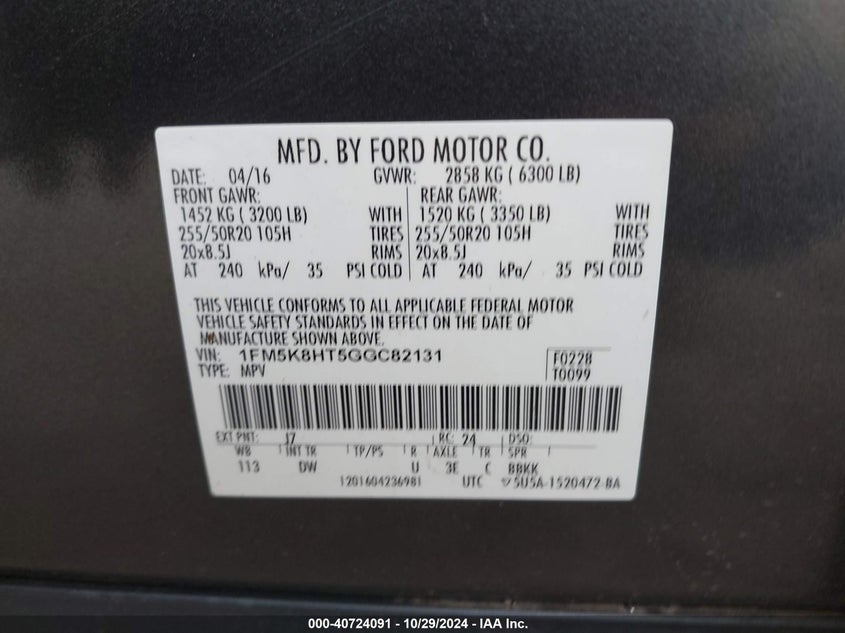 MFD. BY FORD MOTOR CO.
DATE: 04/16 GVWR: 2858 KG ( 6300 LB)
FRONT GAWR: REAR GAWR:
1452 KG ( 3200 LB) WITH 1520 KG ( 3350 LB) WITH
255/50R20 105H TIRES 255/50R20 105H TIRES
20x8.5J RIMS 20x8.5J RIMS
AT 240 kPa/ 35 PSI COLD AT 240 kPa/ 35 PSI COLD
THIS VEHICLE CONFORMS TO ALL APPLICABLE FEDERAL MOTOR
VEHICLE SAFETY STANDARDS IN EFFECT ON THE DATE OF
MANUFACTURE SHOWN ABOVE.
VIN: 1FM5K8HT5GGC82131 F0228
TYPE: MPV T0099
EXT PNT: J7 RC: 24 DSO:
WB INT TR TP/PS R AXLE TR SPR
113 DW U 3E C BBKK
1201604236981 UTC 5U5A-1520472-BA
000-40724091 - 10/29/2024 - IAA Inc.